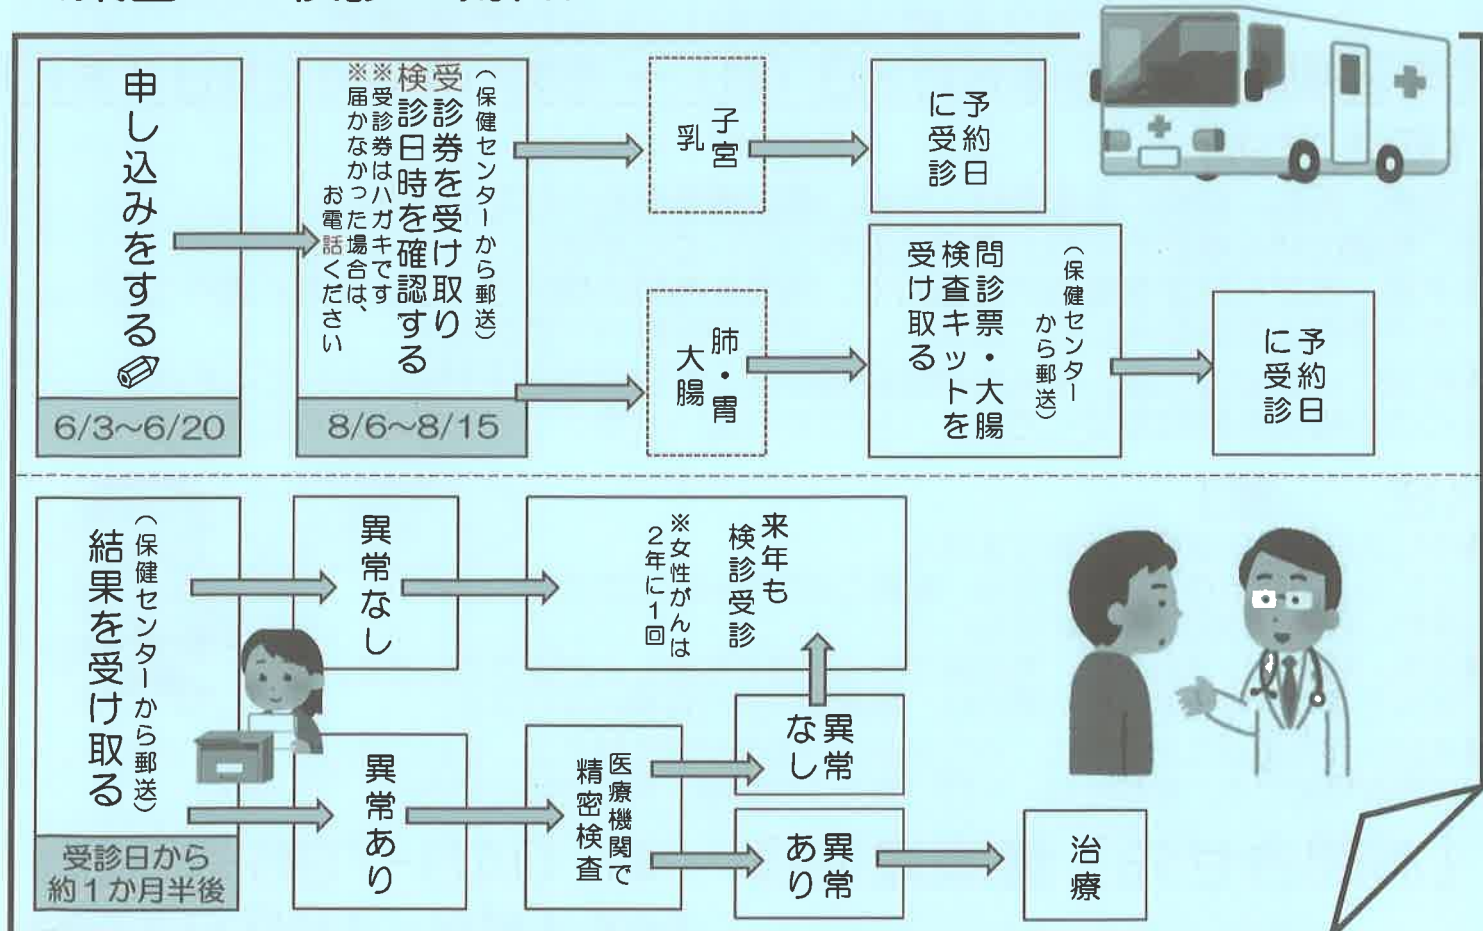 申し込みをする
6/3～6/20
（保健センターから郵送）
受診券を受け取り
検診日時を確認する
※受診券はハガキです
※届かなかった場合は、
お電話ください
8/6～8/15
子宮
乳
予約日
に受診
肺・胃
大腸
（保健センター
から郵送）
問診票・大腸
検査キットを
受け取る
予約日
に受診
（保健センターから郵送）
結果を受け取る
受診日から
約１か月半後
異常なし
来年も
検診受診
※女性がんは
２年に１回
異常あり
医療機関で
精密検査
異常
なし
異常
あり
治療